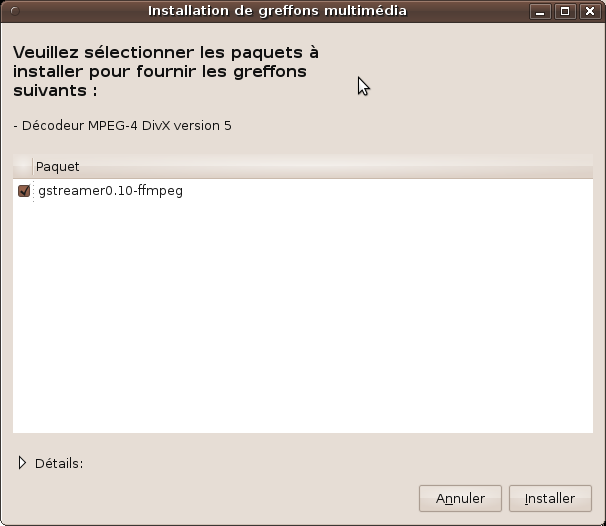 Installation de greffons multimédia
Veuillez sélectionner les paquets à
installer pour fournir les greffons
suivants :
- Décodeur MPEG-4 DivX version 5
Paquet
gstreamer0.10-ffmpeg
Détails:
Annuler
Installer